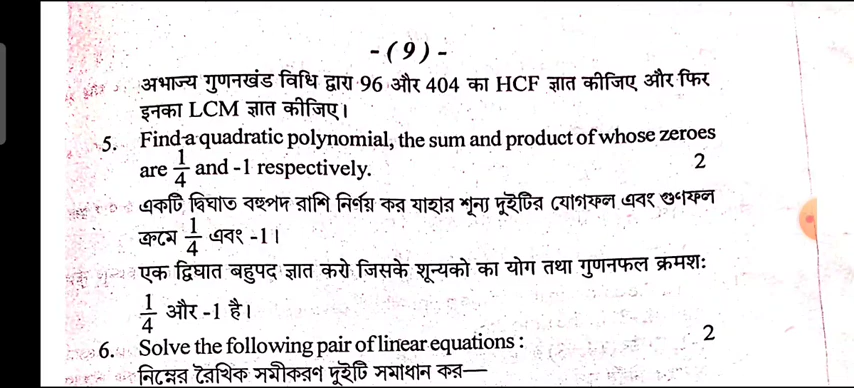 -(9)-
अभाज्य गुणनखंड विधि द्वारा 96 और 404 का HCF ज्ञात कीजिए और फिर
इनका LCM ज्ञात कीजिए।
5. Find a quadratic polynomial, the sum and product of whose zeroes
are 1/4 and -1 respectively. 2
একটি দ্বিঘাত বহুপদ রাশি নির্ণয় কর যাহার শূন্য দুইটির যোগফল এবং গুণফল
ক্রমে 1/4 এবং -1।
एक द्विघात बहुपद ज्ञात करो जिसके शून्यको का योग तथा गुणनफल क्रमश:
1/4 और -1 है।
6. Solve the following pair of linear equations : 2
নিম্নের রৈখিক সমীকরণ দুইটি সমাধান কর—